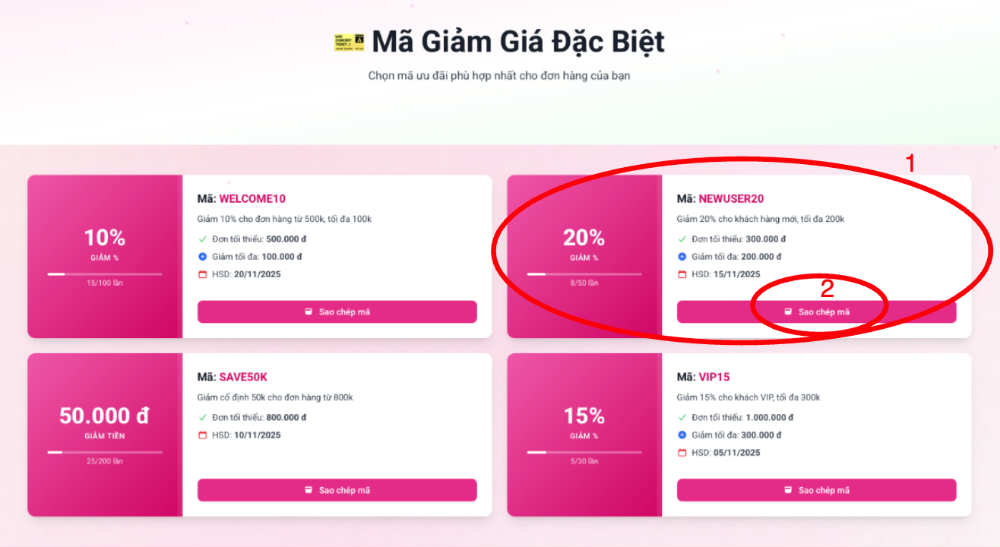 Mã Giảm Giá Đặc Biệt
Chọn mã ưu đãi phù hợp nhất cho đơn hàng của bạn
10%
GIẢM %
15/100 lần
Mã: WELCOME10
Giảm 10% cho đơn hàng từ 500k, tối đa 100k
Đơn tối thiểu: 500.000 đ
Giảm tối đa: 100.000 đ
HSD: 20/11/2025
Sao chép mã
1
20%
GIẢM %
8/50 lần
Mã: NEWUSER20
Giảm 20% cho khách hàng mới, tối đa 200k
Đơn tối thiểu: 300.000 đ
Giảm tối đa: 200.000 đ
HSD: 15/11/2025
2
Sao chép mã
50.000 đ
GIẢM TIỀN
25/200 lần
Mã: SAVE50K
Giảm cố định 50k cho đơn hàng từ 800k
Đơn tối thiểu: 800.000 đ
HSD: 10/11/2025
Sao chép mã
15%
GIẢM %
5/30 lần
Mã: VIP15
Giảm 15% cho khách VIP, tối đa 300k
Đơn tối thiểu: 1.000.000 đ
Giảm tối đa: 300.000 đ
HSD: 05/11/2025
Sao chép mã